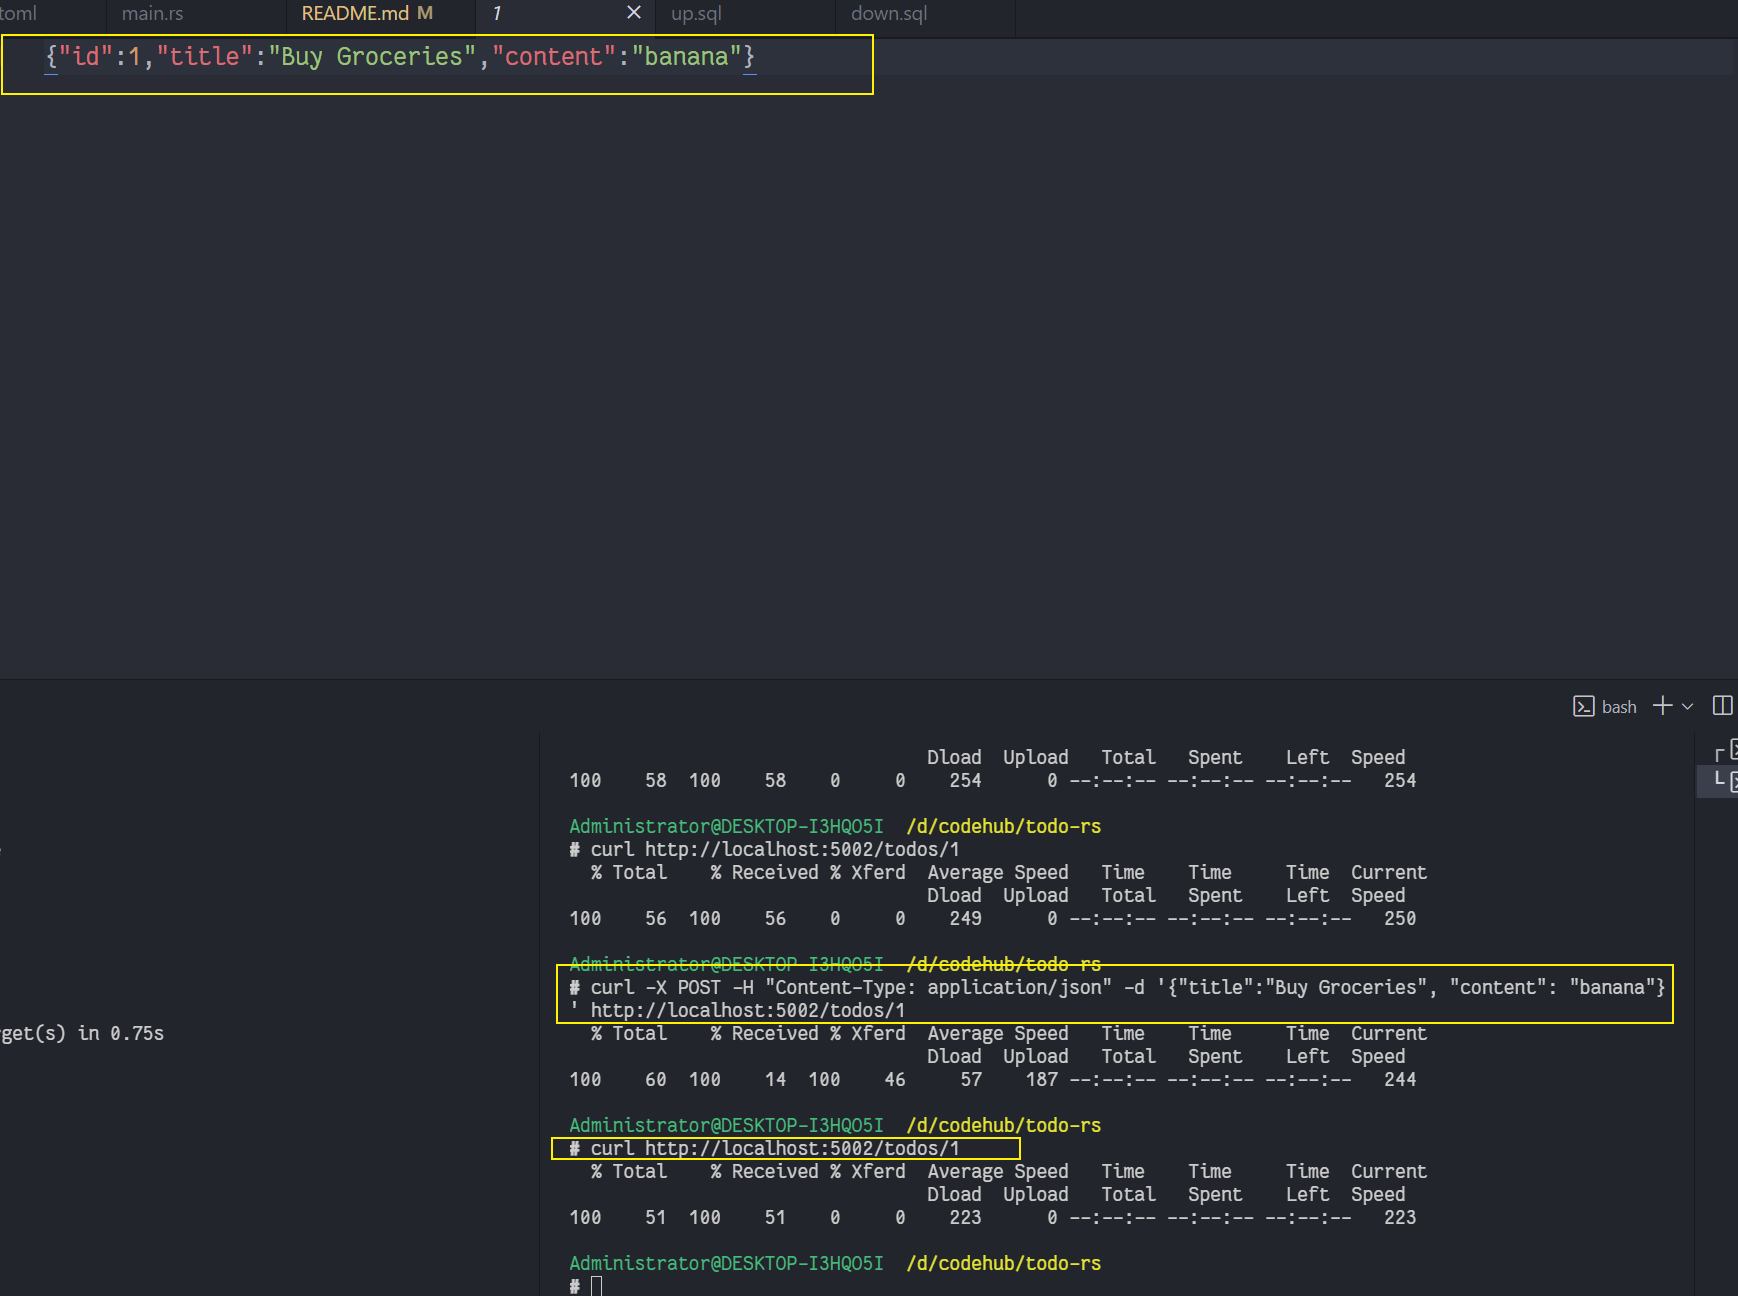 toml main.rs README.md M 1 up.sql down.sql
{"id":1,"title":"Buy Groceries","content":"banana"}
bash
Dload Upload Total Spent Left Speed
100 58 100 58 0 0 254 0 --:--:-- --:--:-- --:--:-- 254
Administrator@DESKTOP-I3HQO5I /d/codehub/todo-rs
# curl http://localhost:5002/todos/1
% Total % Received % Xferd Average Speed Time Time Time Current
Dload Upload Total Spent Left Speed
100 56 100 56 0 0 249 0 --:--:-- --:--:-- --:--:-- 250
Administrator@DESKTOP-I3HQO5I /d/codehub/todo-rs
# curl -X POST -H "Content-Type: application/json" -d '{"title":"Buy Groceries", "content": "banana"}
' http://localhost:5002/todos/1
get(s) in 0.75s
% Total % Received % Xferd Average Speed Time Time Time Current
Dload Upload Total Spent Left Speed
100 60 100 14 100 46 57 187 --:--:-- --:--:-- --:--:-- 244
Administrator@DESKTOP-I3HQO5I /d/codehub/todo-rs
# curl http://localhost:5002/todos/1
% Total % Received % Xferd Average Speed Time Time Time Current
Dload Upload Total Spent Left Speed
100 51 100 51 0 0 223 0 --:--:-- --:--:-- --:--:-- 223
Administrator@DESKTOP-I3HQO5I /d/codehub/todo-rs
#